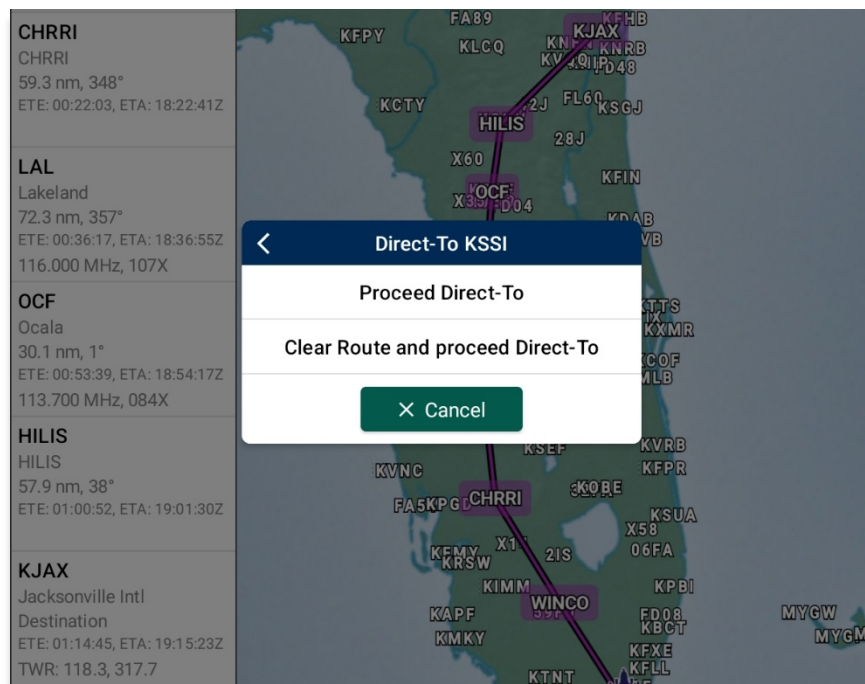 CHRRI
CHRRI
59.3 nm, 348°
ETE: 00:22:03, ETA: 18:22:41Z
LAL
Lakeland
72.3 nm, 357°
ETE: 00:36:17, ETA: 18:36:55Z
116.000 MHz, 107X
OCF
Ocala
30.1 nm, 1°
ETE: 00:53:39, ETA: 18:54:17Z
113.700 MHz, 084X
HILIS
HILIS
57.9 nm, 38°
ETE: 01:00:52, ETA: 19:01:30Z
KJAX
Jacksonville Intl
Destination
ETE: 01:14:45, ETA: 19:15:23Z
TWR: 118.3, 317.7
FA89
KFPY
KLCQ
KJAX
KNRB
FD48
KCTY
FL60
KSGJ
HILIS
28J
X60
KFIN
OCF
D04
KDAB
Direct-To KSSI
Proceed Direct-To
Clear Route and proceed Direct-To
Cancel
KXMR
KSEF
KVRB
KVNC
KFPR
CHRRI
KOBE
KSUA
X58
2IS
06FA
KRSW
KIMM
KPBI
WINCO
KAPF
FD08
MYGW
KBCT
KMKY
KFXE
KTNT
KFLL